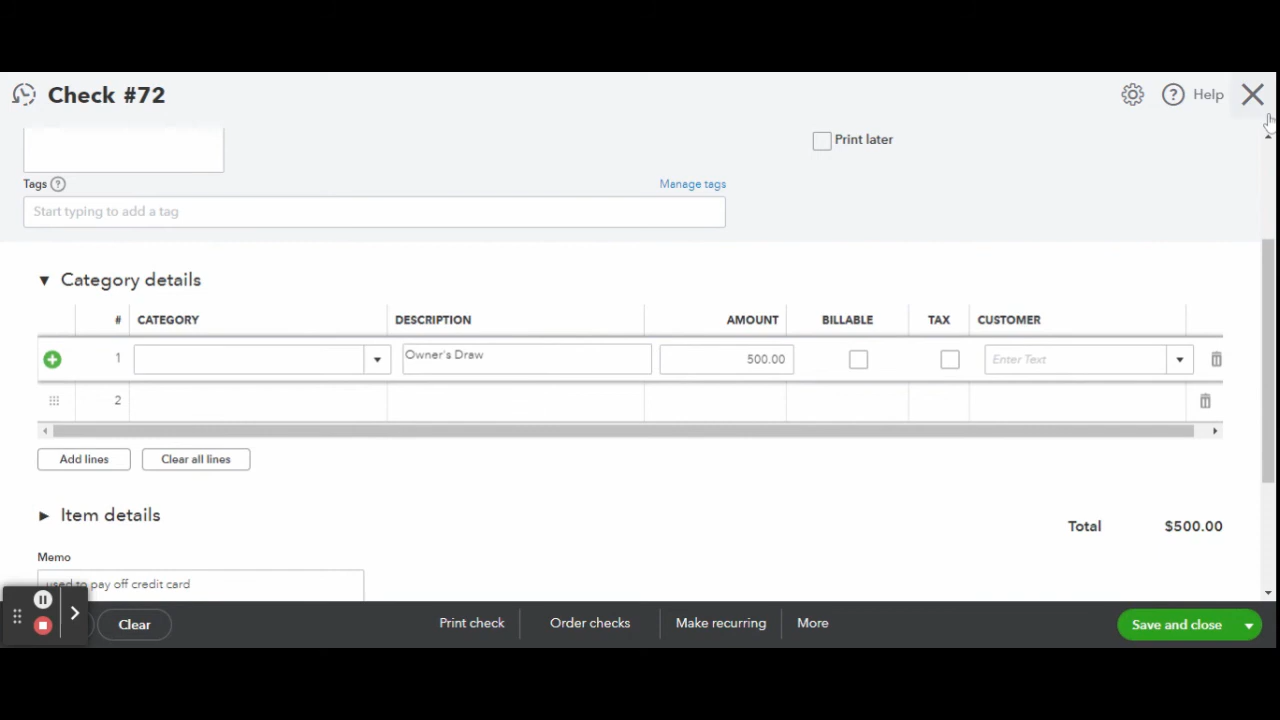 Check #72
Help
Print later
Tags
Manage tags
Start typing to add a tag
Category details
# CATEGORY DESCRIPTION AMOUNT BILLABLE TAX CUSTOMER
1 Owner's Draw 500.00 Enter Text
2
Add lines Clear all lines
Item details
Total $500.00
Memo
used to pay off credit card
Clear Print check Order checks Make recurring More Save and close